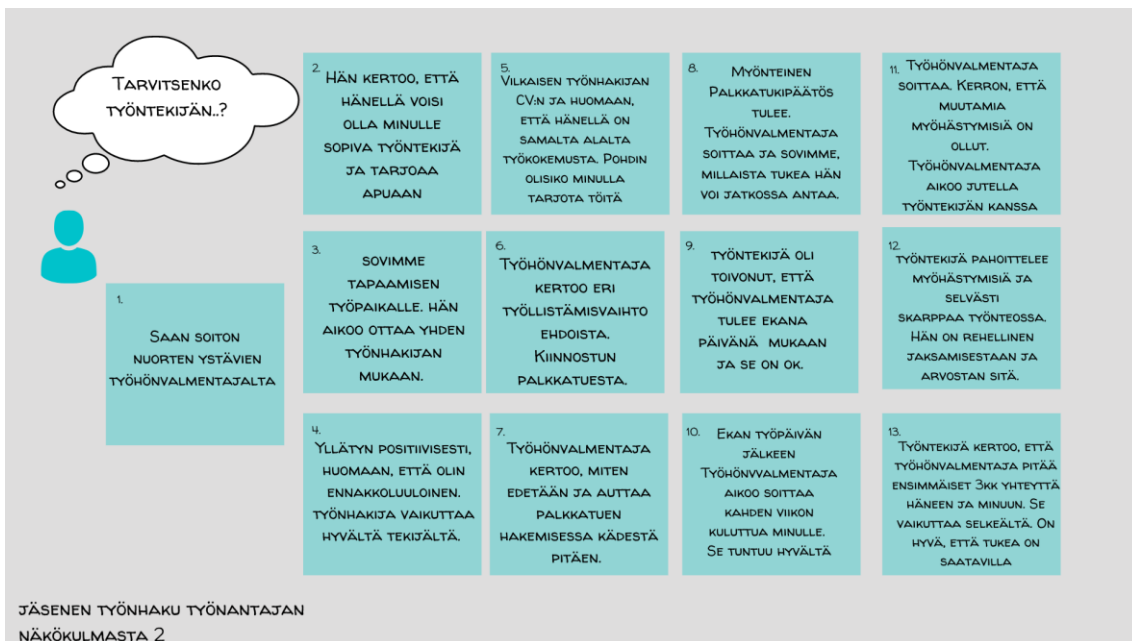 Tarvitsenko
työntekijän..?
1.
Saan soiton
nuorten ystävien
työhönvalmentajalta
2.
Hän kertoo, että
hänellä voisi
olla minulle
sopiva työntekijä
ja tarjoaa
apuaan
3.
sovimme
tapaamisen
työpaikalle. Hän
aikoo ottaa yhden
työnhakijan
mukaan.
4.
Yllätyn positiivisesti,
huomaan, että olin
ennakkoluuloinen.
Työnhakija vaikuttaa
hyvältä tekijältä.
5.
Vilkaisen työnhakijan
CV:n ja huomaan,
että hänellä on
samalta alalta
työkokemusta. Pohdin
olisiko minulla
tarjota töitä
6.
Työhönvalmentaja
kertoo eri
työllistämisvaihto
ehdoista.
Kiinnostun
palkkatuesta.
7.
Työhönvalmentaja
kertoo, miten
edetään ja auttaa
palkkatuen
hakemisessa kädestä
pitäen.
8.
Myönteinen
Palkkatukipäätös
tulee.
Työhönvalmentaja
soittaa ja sovimme,
millaista tukea hän
voi jatkossa antaa.
9.
työntekijä oli
toivonut, että
työhönvalmentaja
tulee ekana
päivänä mukaan
ja se on ok.
10.
Ekan työpäivän
jälkeen
Työhönvvalmentaja
aikoo soittaa
kahden viikon
kuluttua minulle.
Se tuntuu hyvältä
11.
Työhönvalmentaja
soittaa. Kerron, että
muutamia
myöhästymisiä on
ollut.
Työhönvalmentaja
aikoo jutella
työntekijän kanssa
12.
työntekijä pahoittelee
myöhästymisiä ja
selvästi
skarppaa työnteossa.
Hän on rehellinen
jaksamisestaan ja
arvostan sitä.
13.
Työntekijä kertoo, että
työhönvalmentaja pitää
ensimmäiset 3kk yhteyttä
häneen ja minuun. Se
vaikuttaa selkeältä. On
hyvä, että tukea on
saatavilla
jäsenen työnhaku työnantajan
näkökulmasta 2